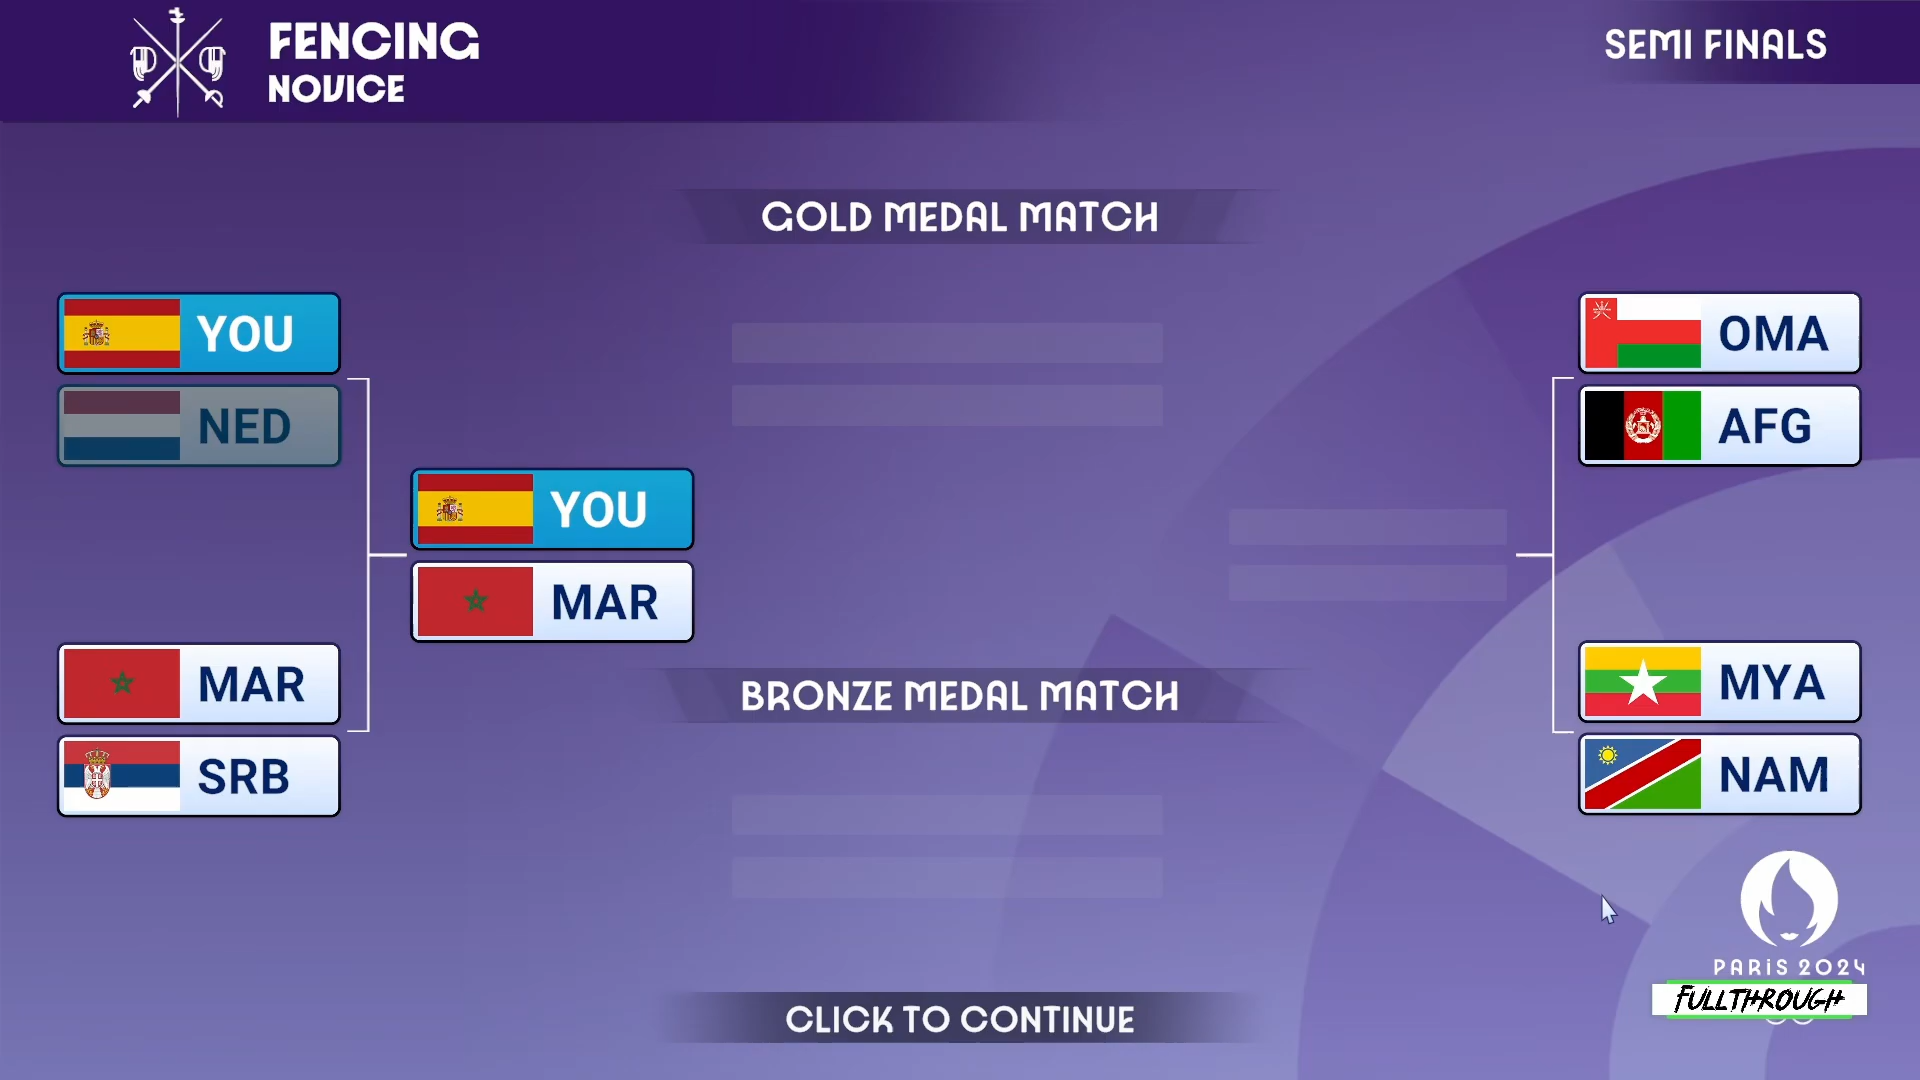 FENCING
NOVICE
SEMI FINALS
GOLD MEDAL MATCH
YOU
NED
YOU
MAR
MAR
SRB
OMA
AFG
MYA
NAM
BRONZE MEDAL MATCH
PARIS 2024
FULLTHROUGH
CLICK TO CONTINUE